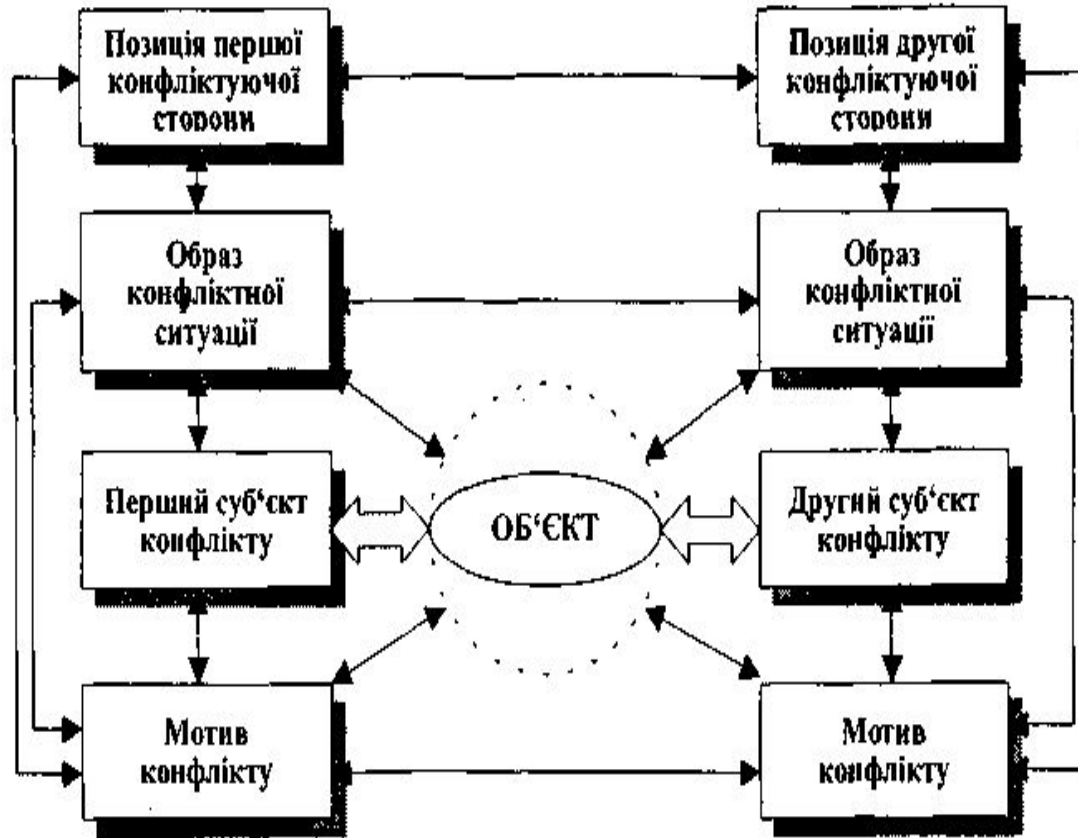 Позиція першої
конфліктуючої
сторони
Позиція другої
конфліктуючої
сторони
Образ
конфліктної
ситуації
Образ
конфліктної
ситуації
Перший суб‘єкт
конфлікту
ОБ‘ЄКТ
Другий суб‘єкт
конфлікту
Мотив
конфлікту
Мотив
конфлікту